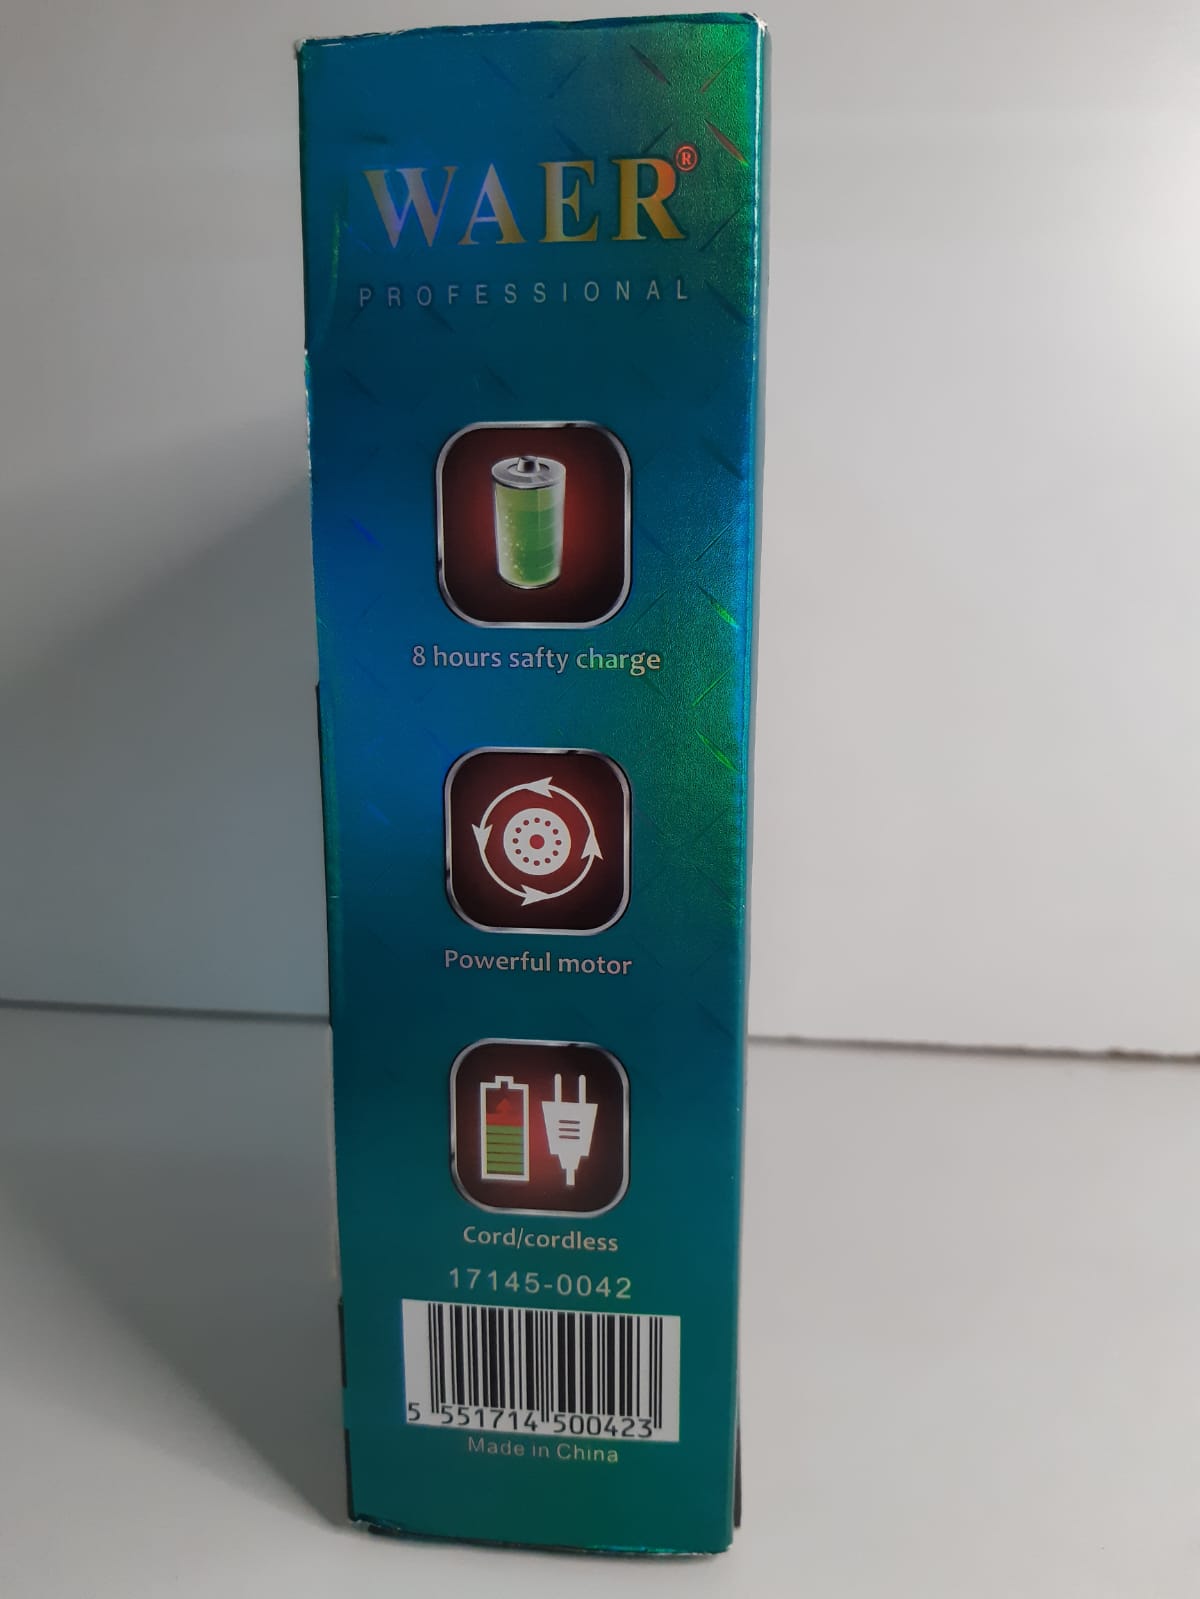 WAER®
PROFESSIONAL
8 hours safty charge
Powerful motor
Cord/cordless
17145-0042
5 551714 500423
Made in China